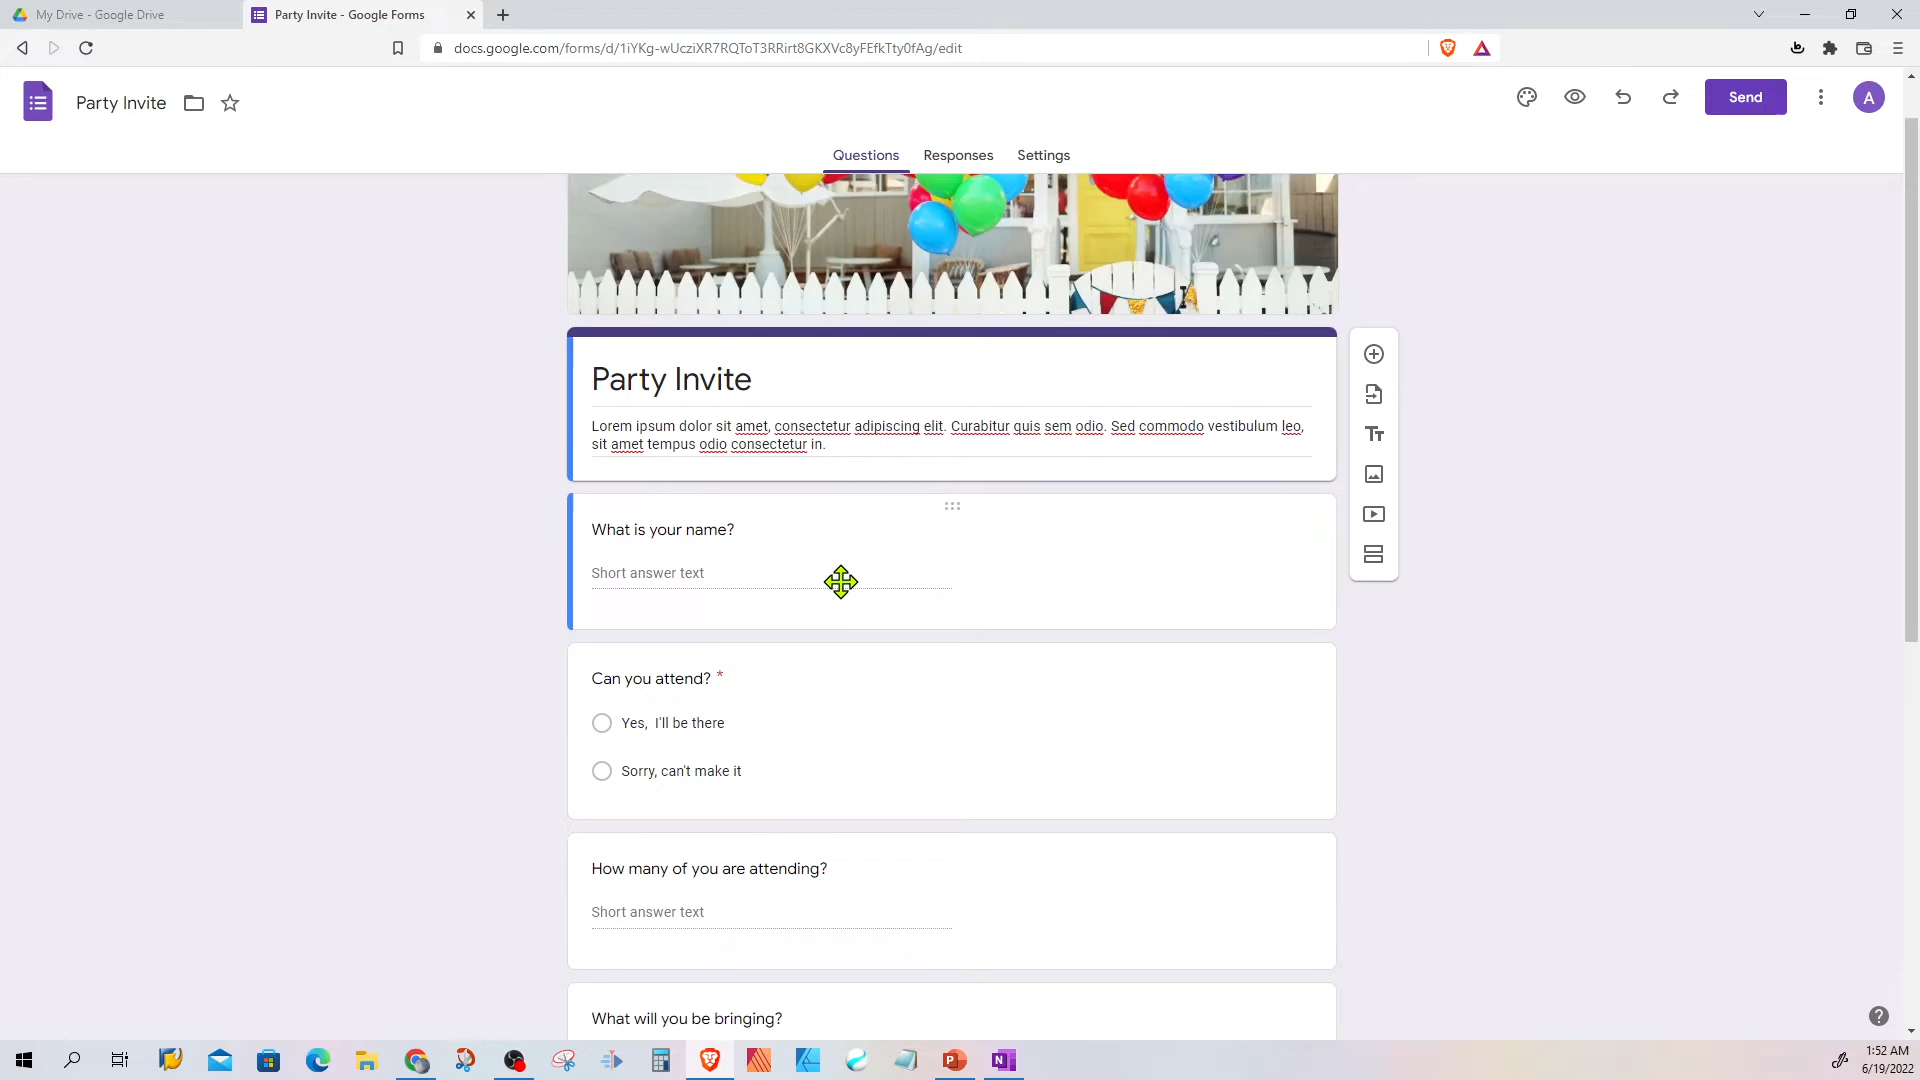 My Drive - Google Drive
Party Invite - Google Forms
docs.google.com/forms/d/1iYKg-wUcziXR7RQToT3RRirt8GKXVc8yFEfkTty0fAg/edit
Party Invite
Send
A
Questions Responses Settings
Party Invite
Lorem ipsum dolor sit amet, consectetur adipiscing elit. Curabitur quis sem odio. Sed commodo vestibulum leo,
sit amet tempus odio consectetur in.
What is your name?
Short answer text
Can you attend? *
Yes, I'll be there
Sorry, can't make it
How many of you are attending?
Short answer text
What will you be bringing?
1:52 AM
6/19/2022